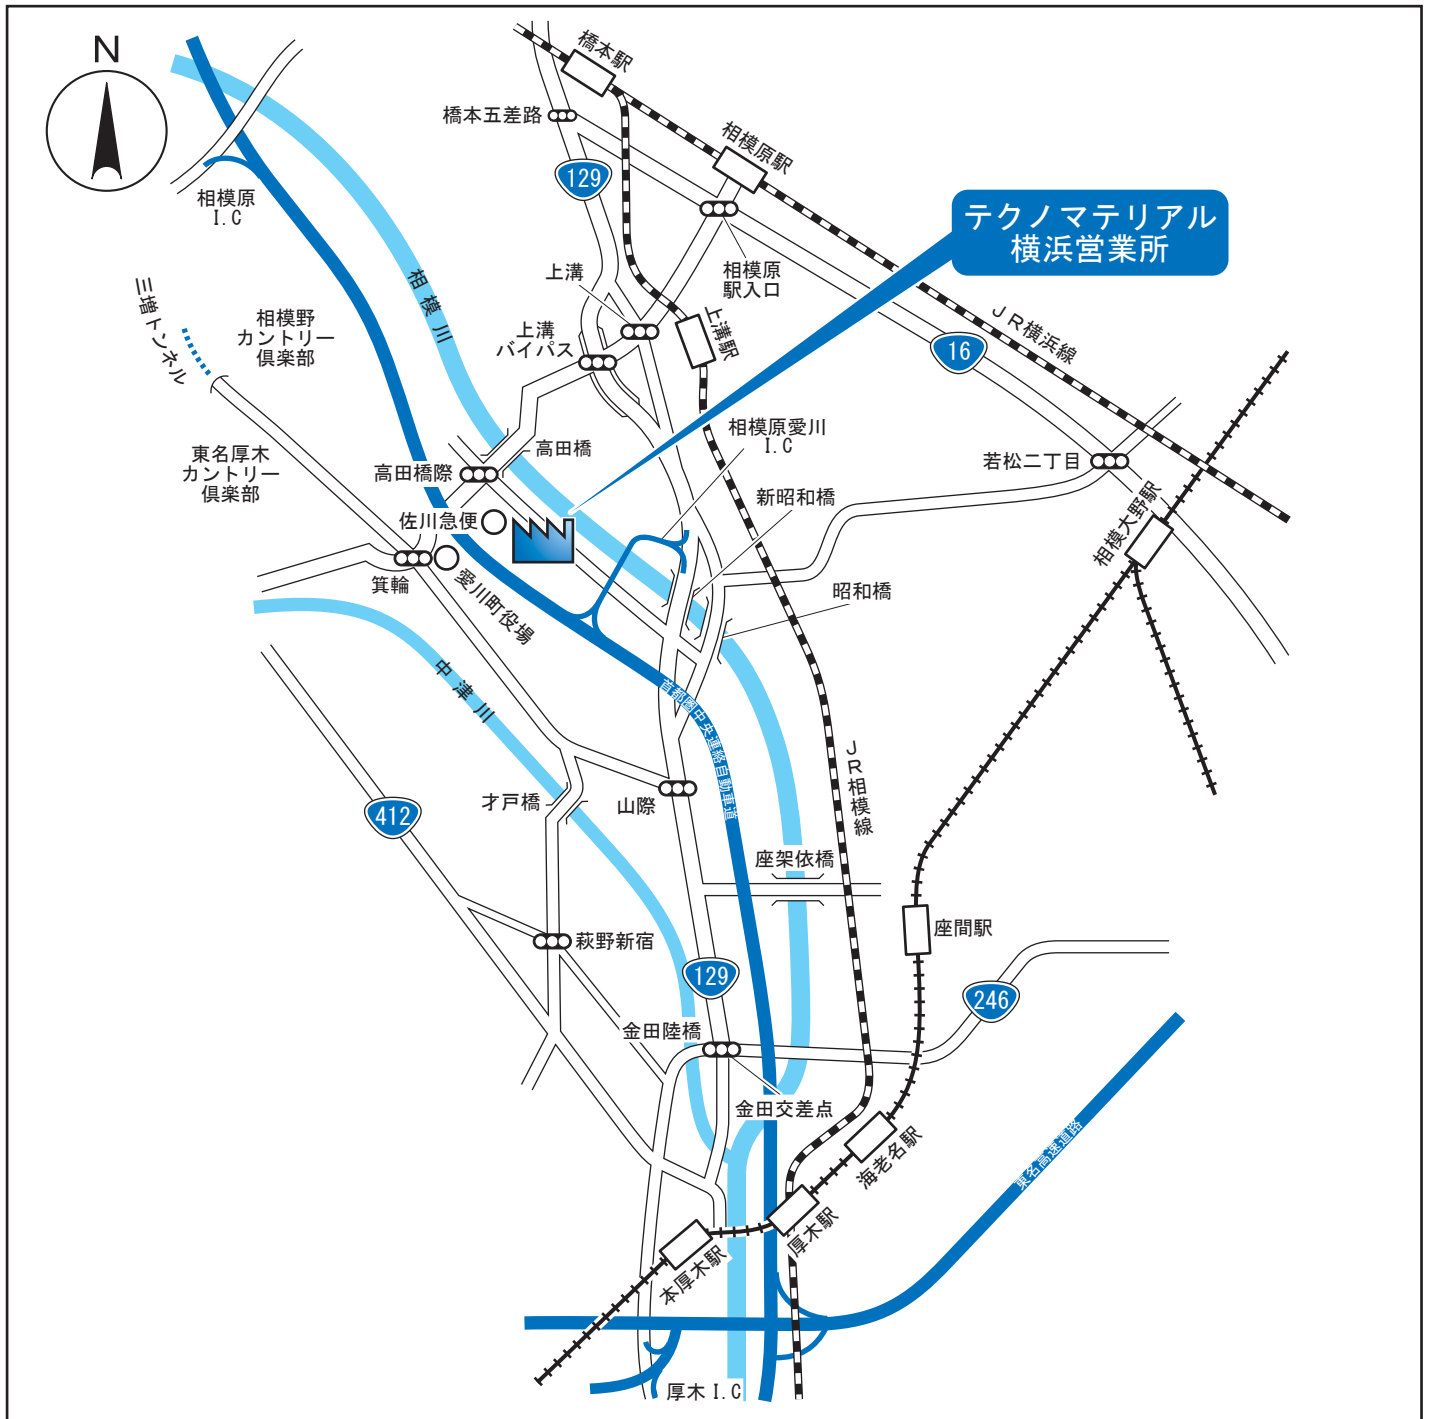 N
橋本駅
橋本五差路
相模原駅
129
相模原
I.C
テクノマテリアル
横浜営業所
相模原
駅入口
上溝
相模川
三増トンネル
相模野
カントリー
倶楽部
上溝
バイパス
上溝駅
JR横浜線
16
相模原愛川
I.C
高田橋
東名厚木
カントリー
倶楽部
高田橋際
若松二丁目
新昭和橋
佐川急便
相模大野駅
箕輪
愛川町役場
昭和橋
中津川
首都圏中央連絡自動車道
JR相模線
才戸橋
山際
412
座架依橋
萩野新宿
座間駅
129
246
金田陸橋
金田交差点
海老名駅
東名高速道路
厚木駅
本厚木駅
厚木I.C